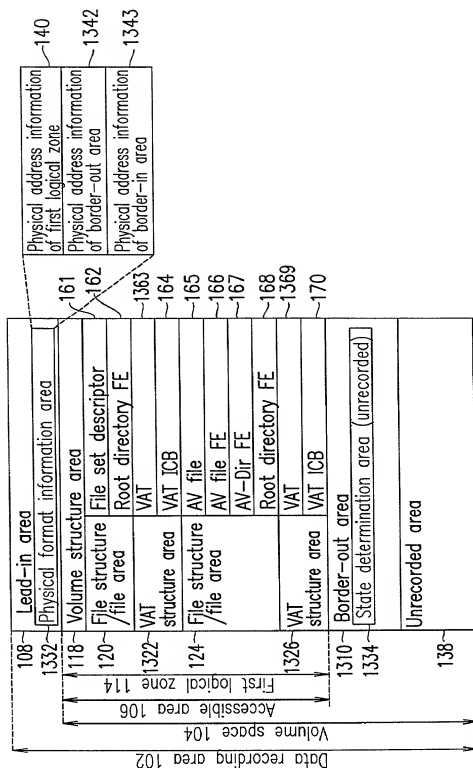 Data recording area 102
Volume space 104
Accessible area 106
First logical zone 114
108
Lead-in area
1332
Physical format information area
118
Volume structure area
120
File structure
/file area
File set descriptor
161
Root directory FE
162
1322
VAT
structure area
VAT
1363
VAT ICB
164
124
File structure
/file area
AV file
165
AV file FE
166
AV-Dir FE
167
Root directory FE
168
1326
VAT
structure area
VAT
1369
VAT ICB
170
1310
Border-out area
1334
State determination area (unrecorded)
138
Unrecorded area
Physical address information
of first logical zone
140
Physical address information
of border-out area
1342
Physical address information
of border-in area
1343